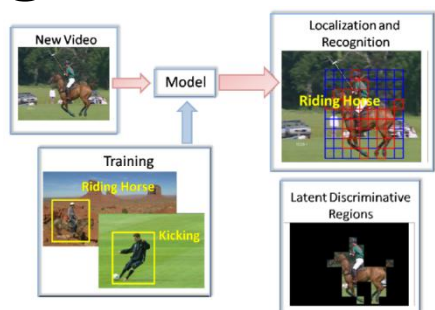 New Video
Model
Localization and
Recognition
Riding Horse
Training
Riding Horse
Kicking
Latent Discriminative
Regions